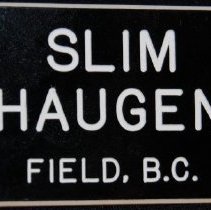 SLIM
HAUGEN
FIELD, B.C.